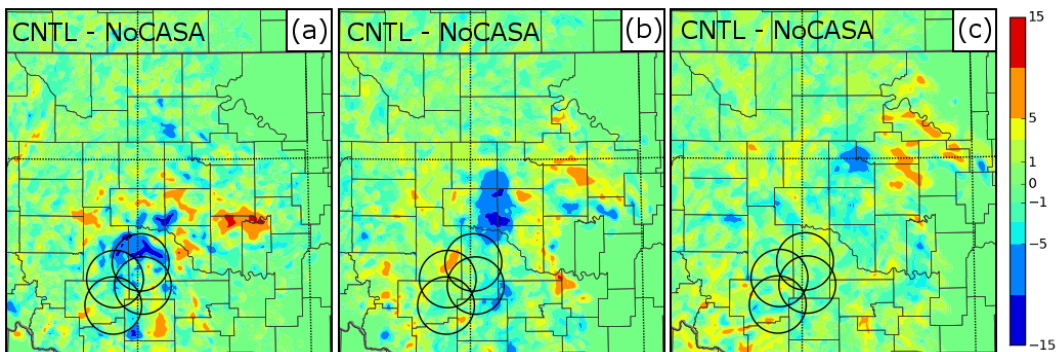 CNTL - NoCASA (a)
CNTL - NoCASA (b)
CNTL - NoCASA (c)
15
5
1
0
−1
−5
−15